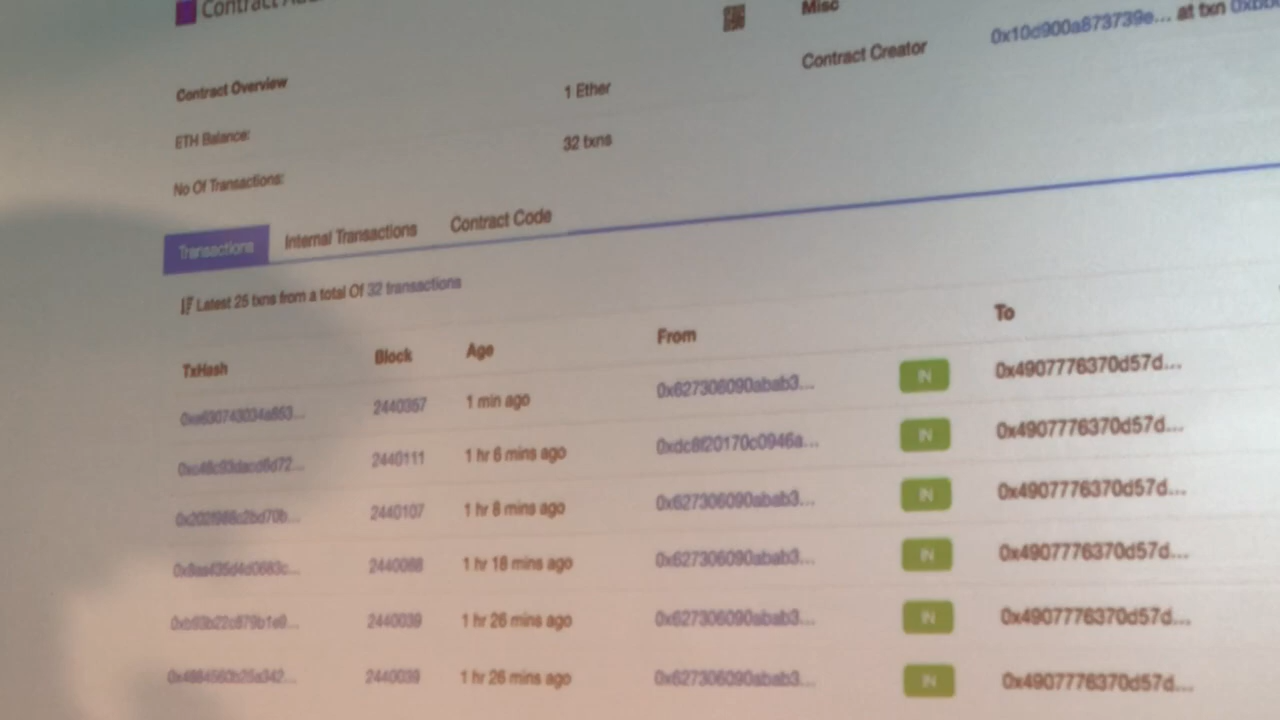 Contract
Misc
Contract Creator 0x10d900a873739e... at txn
Contract Overview
ETH Balance: 1 Ether
No Of Transactions: 32 txns
Transactions Internal Transactions Contract Code
Latest 25 txns from a total Of 32 transactions
TxHash Block Age From To
2440367 1 min ago 0x627306090abab3... IN 0x4907776370d57d...
2440111 1 hr 6 mins ago 0xdc8f20170c0946a... IN 0x4907776370d57d...
2440107 1 hr 8 mins ago 0x627306090abab3... IN 0x4907776370d57d...
2440088 1 hr 18 mins ago 0x627306090abab3... IN 0x4907776370d57d...
2440039 1 hr 26 mins ago 0x627306090abab3... IN 0x4907776370d57d...
2440039 1 hr 26 mins ago 0x627306090abab3... IN 0x4907776370d57d...